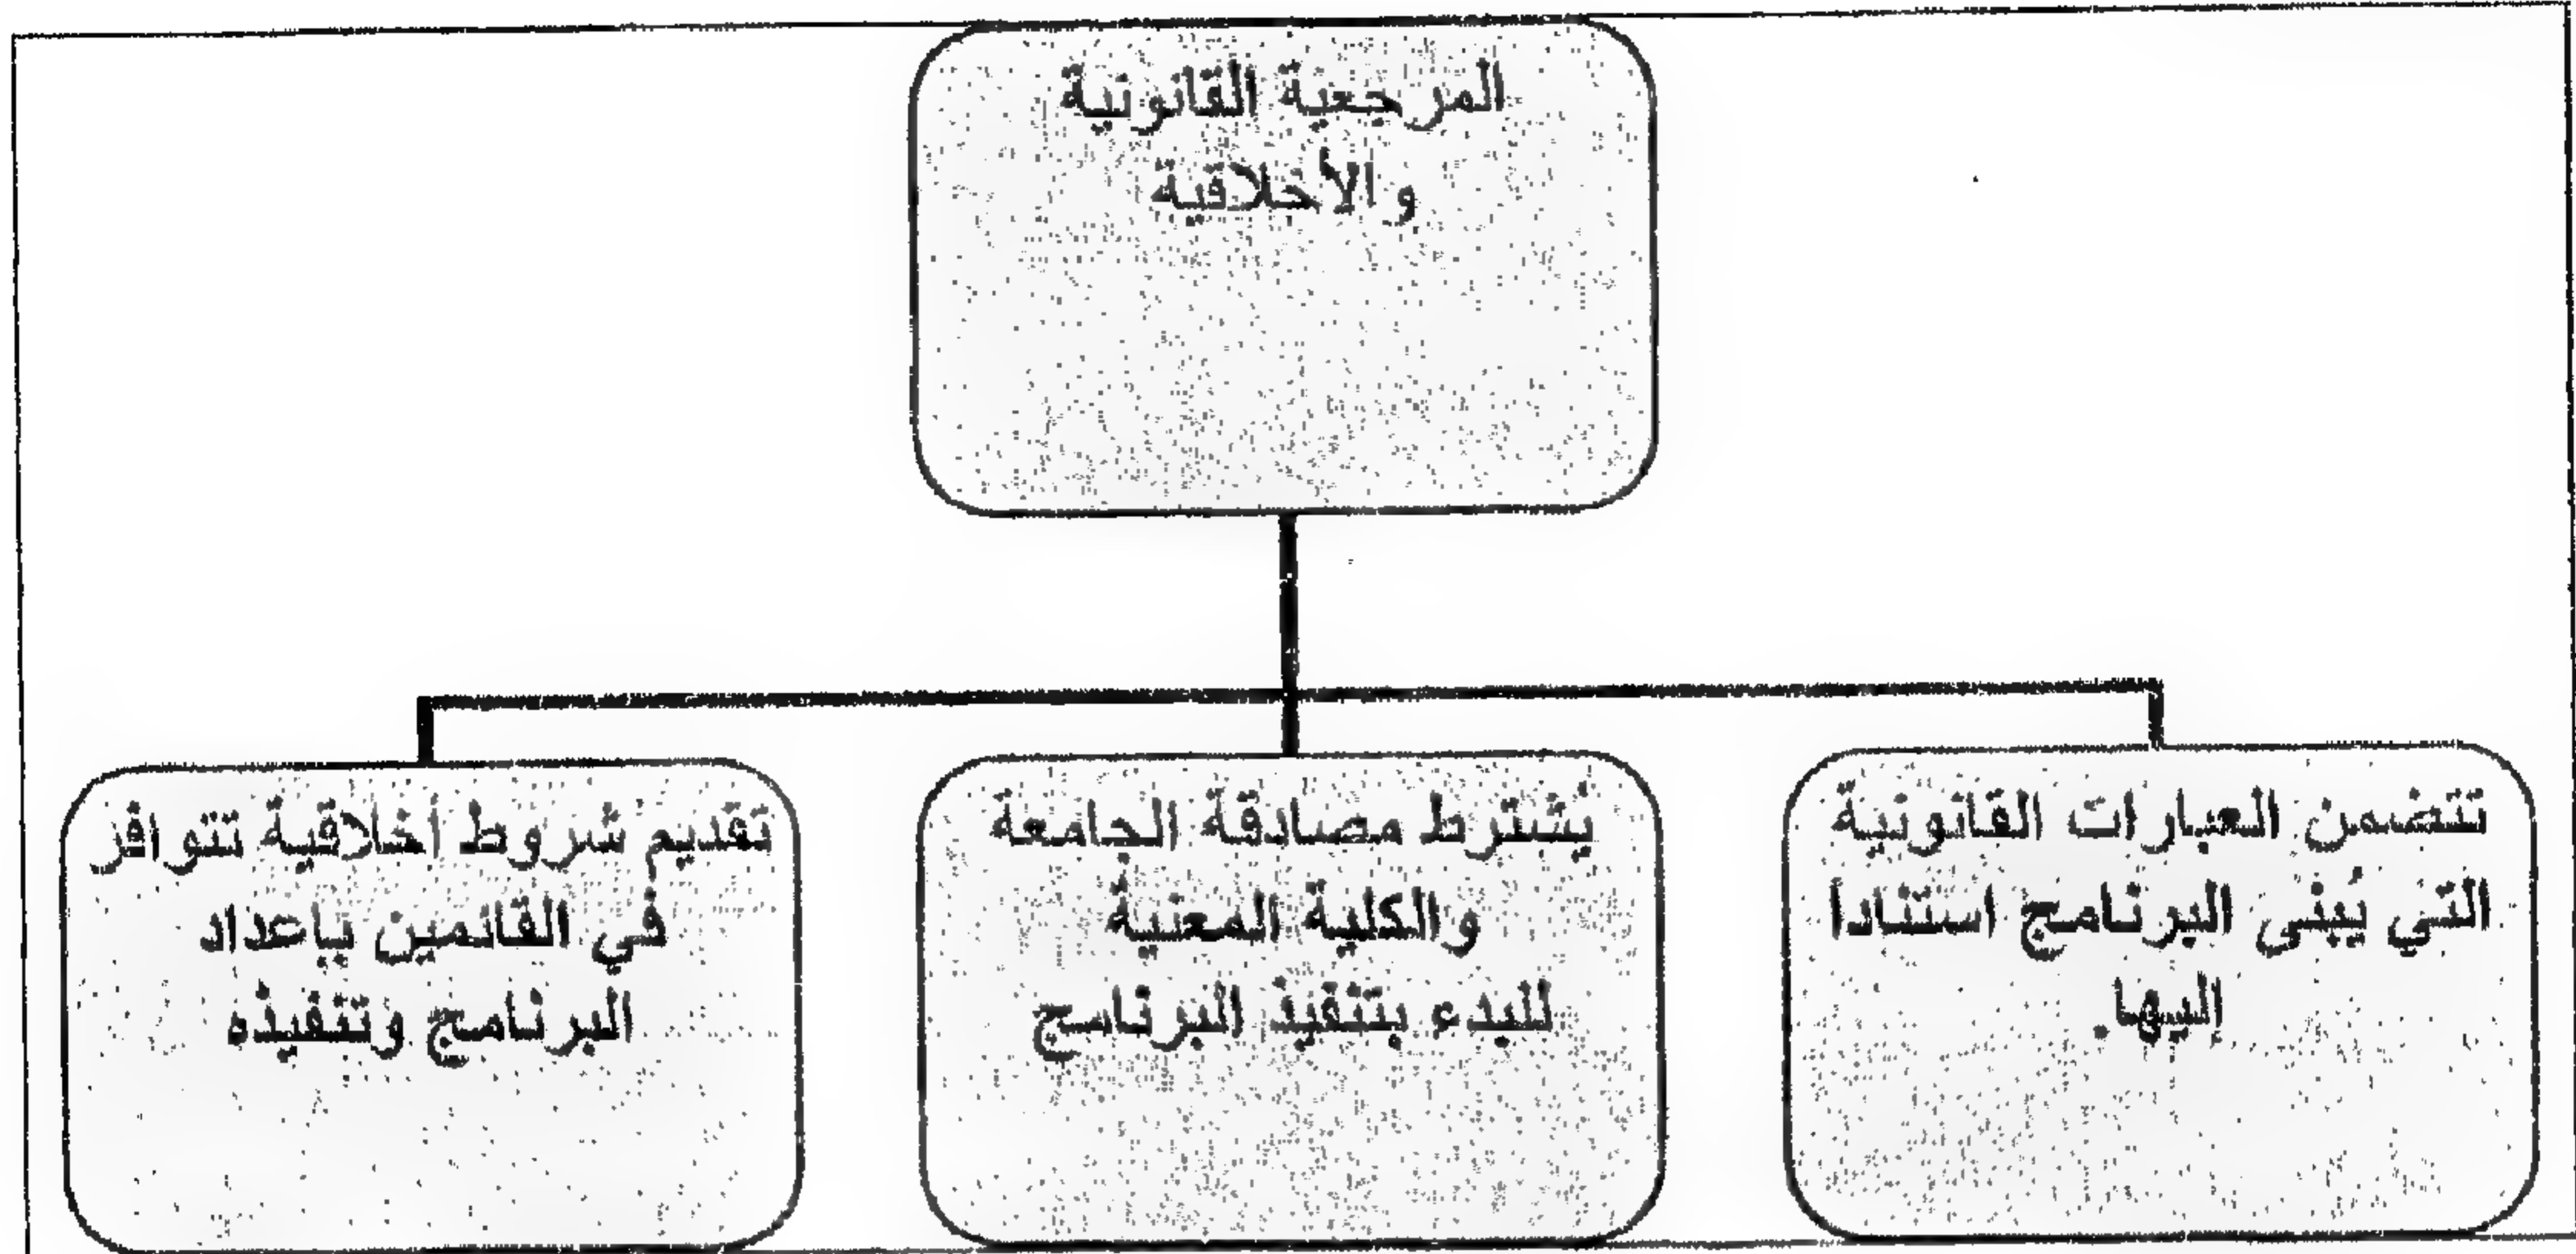 المرجعية القانونية
والأخلاقية
تتضمن العبارات القانونية
التي يُبنى البرنامج استنادا
إليها.
يُشترط مصادقة الجامعة
والكلية المعنية
للبدء بتنفيذ البرنامج
تقديم شروط أخلاقية تتوافر
في القائمين بإعداد
البرنامج وتنفيذه